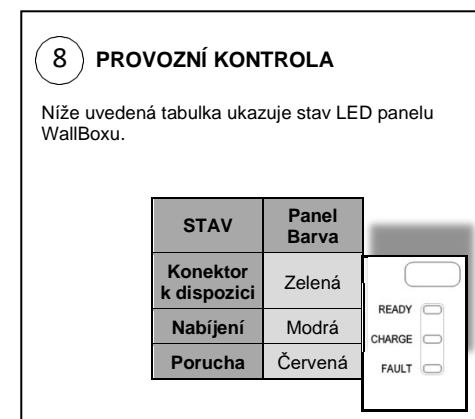 8 PROVOZNÍ KONTROLA
Níže uvedená tabulka ukazuje stav LED panelu
WallBoxu.
STAV Panel
Barva
Konektor
k dispozici Zelená
Nabíjení Modrá
Porucha Červená
READY
CHARGE
FAULT